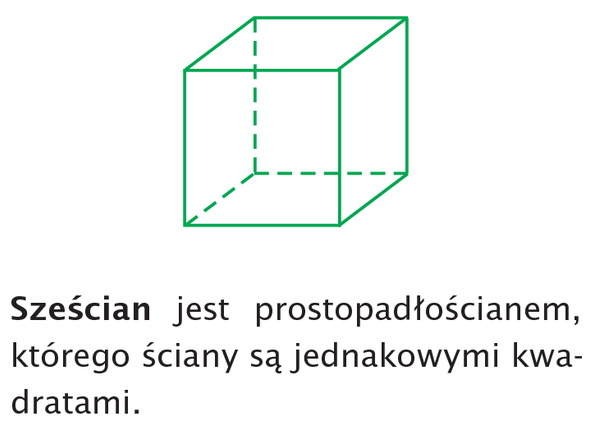 Sześcian jest prostopadłościanem,
którego ściany są jednakowymi kwa-
dratami.